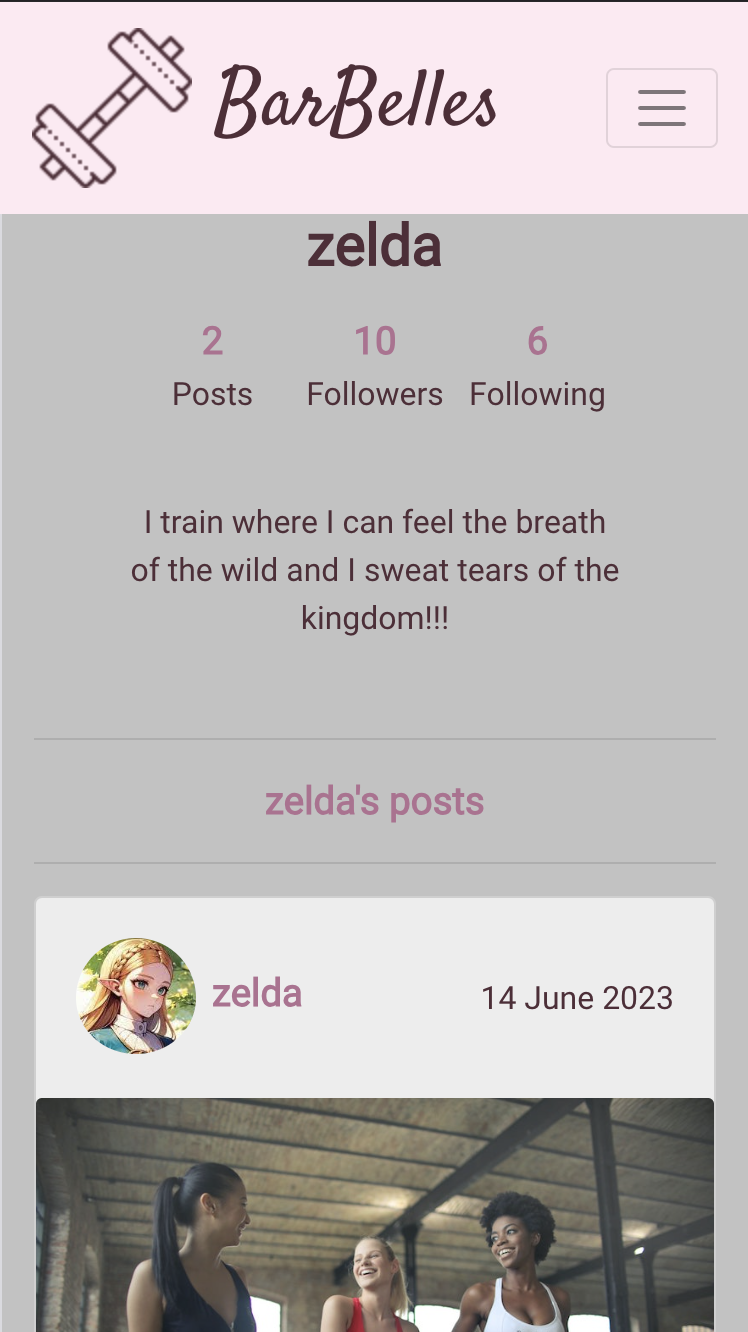 BarBelles
zelda
2 10 6
Posts Followers Following
I train where I can feel the breath
of the wild and I sweat tears of the
kingdom!!!
zelda's posts
zelda 14 June 2023